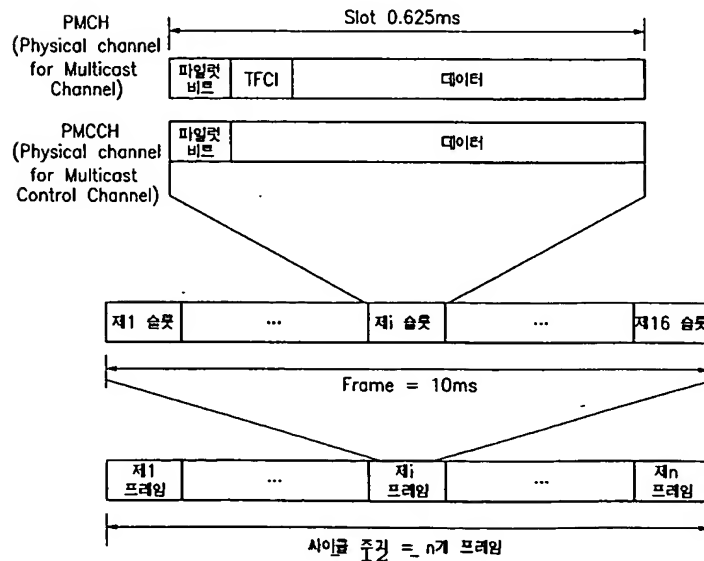 PMCH
(Physical channel
for Multicast
Channel)
Slot 0.625ms
파일럿
비트
TFCI
데이터
PMCCH
(Physical channel
for Multicast
Control Channel)
파일럿
비트
데이터
제1 슬롯
...
제i 슬롯
...
제16 슬롯
Frame = 10ms
제1
프레임
...
제i
프레임
...
제n
프레임
사이클 주기 = n개 프레임
12